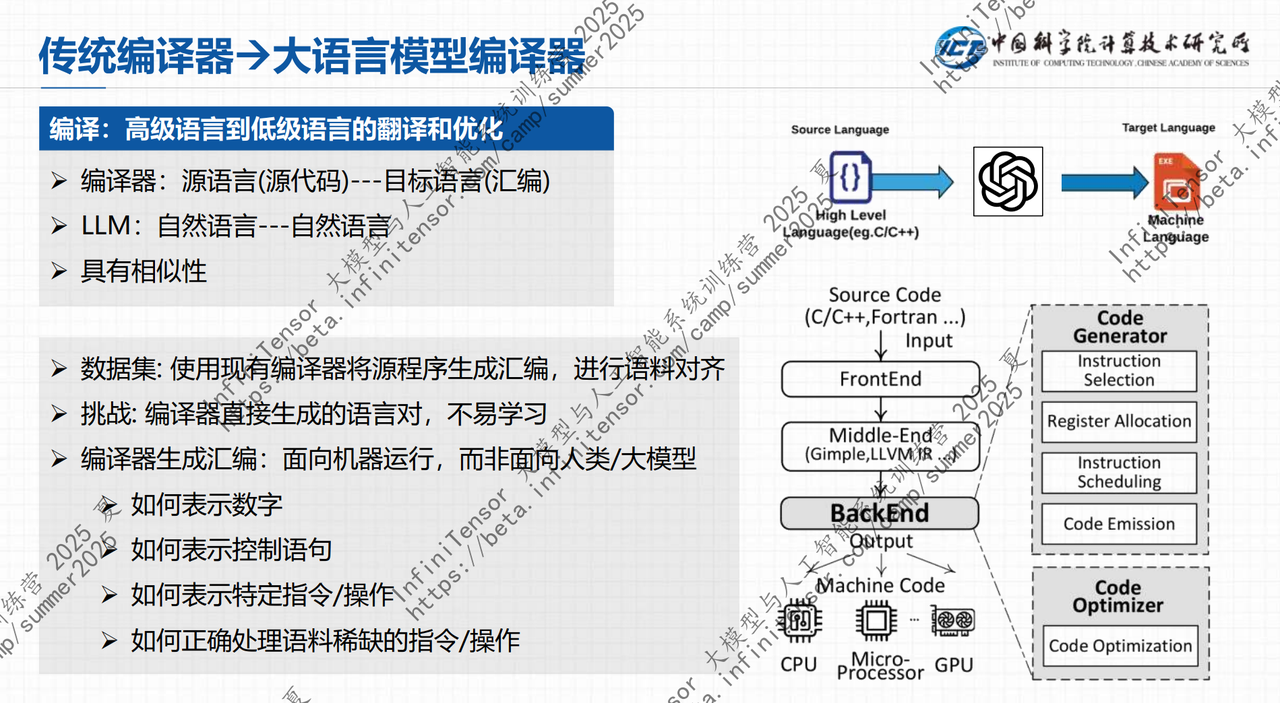 传统编译器→大语言模型编译器
中国科学院计算技术研究所
INSTITUTE OF COMPUTING TECHNOLOGY, CHINESE ACADEMY OF SCIENCES
ICT
编译：高级语言到低级语言的翻译和优化
➢ 编译器：源语言(源代码)---目标语言(汇编)
➢ LLM：自然语言---自然语言
➢ 具有相似性
➢ 数据集: 使用现有编译器将源程序生成汇编，进行语料对齐
➢ 挑战: 编译器直接生成的语言对，不易学习
➢ 编译器生成汇编：面向机器运行，而非面向人类/大模型
➢ 如何表示数字
➢ 如何表示控制语句
➢ 如何表示特定指令/操作
➢ 如何正确处理语料稀缺的指令/操作
Source Language
Target Language
{}
EXE
High Level
Language(eg.C/C++)
Machine
Language
Source Code
(C/C++,Fortran ...)
Input
FrontEnd
Middle-End
(Gimple,LLVM IR ...)
BackEnd
Output
Machine Code
...
CPU
Micro-
Processor
GPU
Code
Generator
Instruction
Selection
Register Allocation
Instruction
Scheduling
Code Emission
Code
Optimizer
Code Optimization
InfiniTensor 大模型与人工智能系统训练营 2025 夏
https://beta.infinitensor.com/camp/summer2025